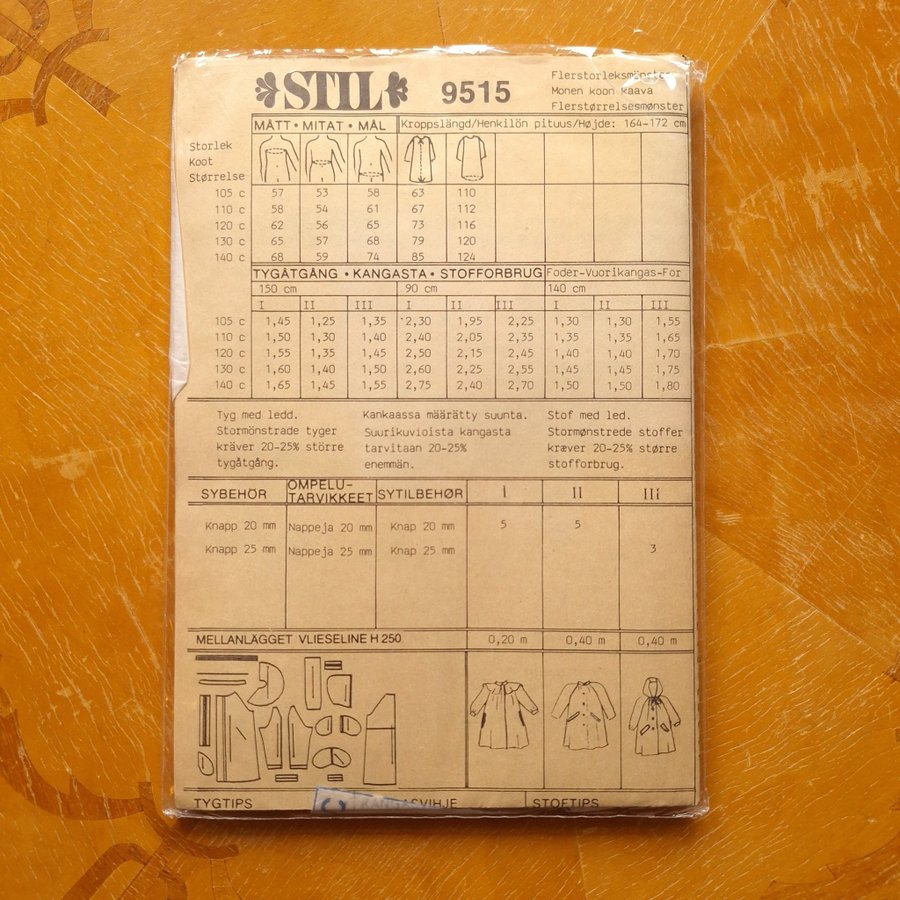 STIL 9515 Flerstorleksmönster
Monen koon kaava
Flerstørrelsesmønster
MÅTT • MITAT • MÅL Kroppslängd/Henkilön pituus/Højde: 164-172 cm
Storlek
Koot
Størrelse
105 c 57 53 58 63 110
110 c 58 54 61 67 112
120 c 62 56 65 73 116
130 c 65 57 68 79 120
140 c 68 59 74 85 124
TYGÅTGÅNG • KANGASTA • STOFFORBRUG Foder-Vuorikangas-For
150 cm 90 cm 140 cm
I II III I II III I II III
105 c 1,45 1,25 1,35 2,30 1,95 2,25 1,30 1,30 1,55
110 c 1,50 1,30 1,40 2,40 2,05 2,35 1,35 1,35 1,65
120 c 1,55 1,35 1,45 2,50 2,15 2,45 1,40 1,40 1,70
130 c 1,60 1,40 1,50 2,60 2,25 2,55 1,45 1,45 1,75
140 c 1,65 1,45 1,55 2,75 2,40 2,70 1,50 1,50 1,80
Tyg med ledd.
Stormönstrade tyger
kräver 20-25% större
tygåtgång.
Kankaassa määrätty suunta.
Suurikuvioista kangasta
tarvitaan 20-25%
enemmän.
Stof med led.
Stormønstrede stoffer
kræver 20-25% større
stofforbrug.
SYBEHÖR OMPELU-TARVIKKEET SYTILBEHØR I II III
Knapp 20 mm Nappeja 20 mm Knap 20 mm 5 5
Knapp 25 mm Nappeja 25 mm Knap 25 mm 3
MELLANLÄGGET VLIESELINE H 250 0,20 m 0,40 m 0,40 m
TYGTIPS KANGASVIHJE STOFTIPS